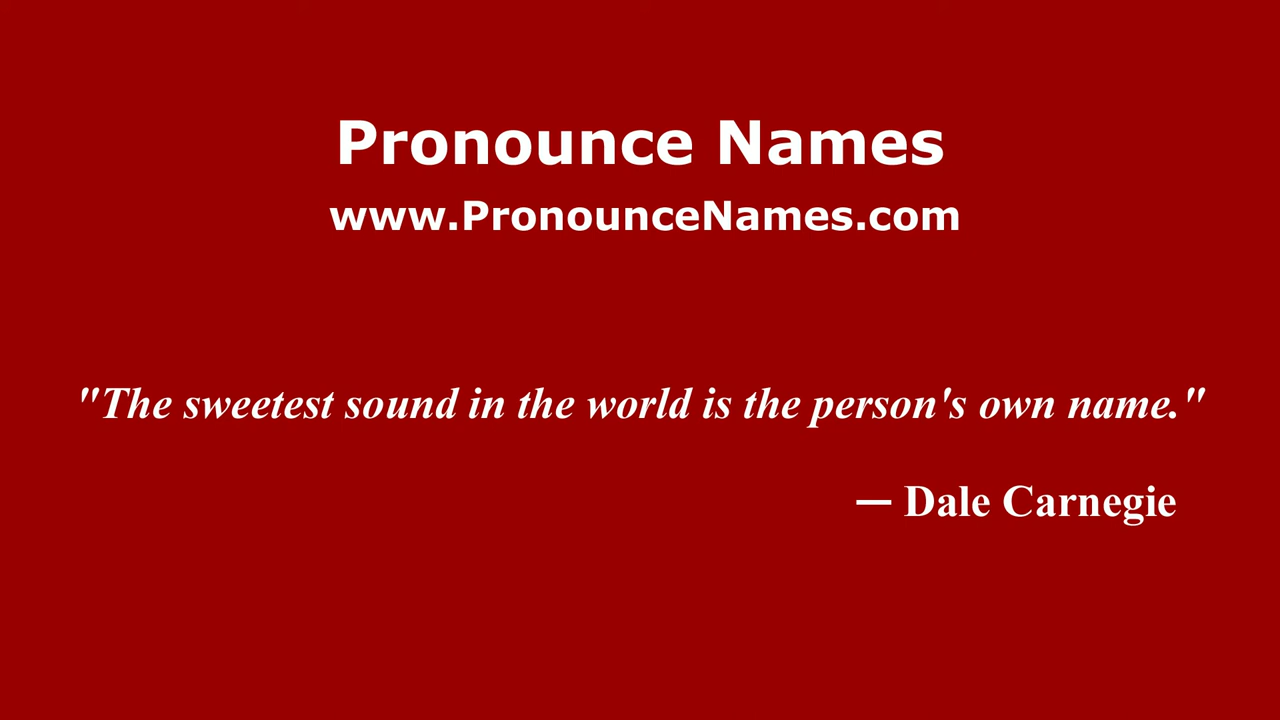 Pronounce Names
www.PronounceNames.com
"The sweetest sound in the world is the person's own name."
— Dale Carnegie